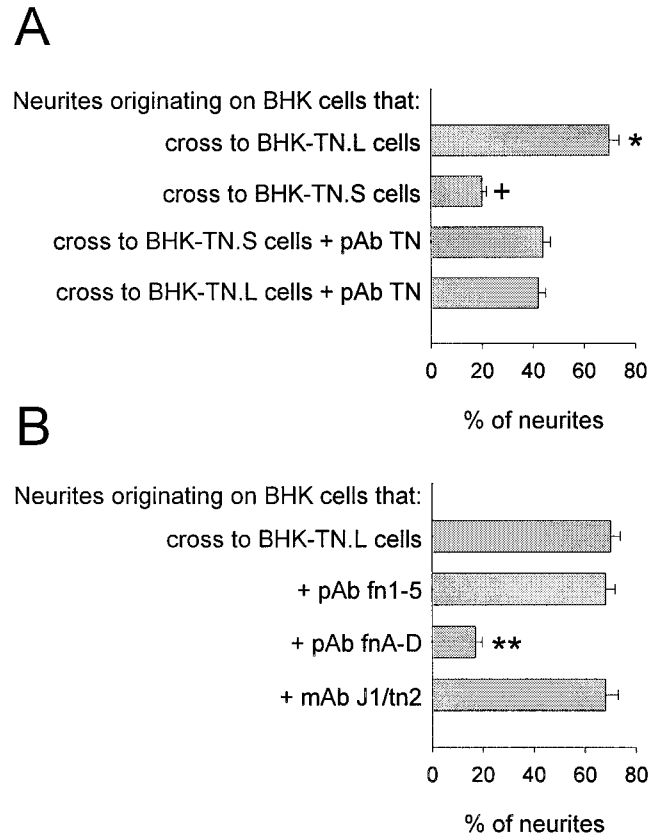 A
Neurites originating on BHK cells that:
cross to BHK-TN.L cells *
cross to BHK-TN.S cells +
cross to BHK-TN.S cells + pAb TN
cross to BHK-TN.L cells + pAb TN
0 20 40 60 80
% of neurites
B
Neurites originating on BHK cells that:
cross to BHK-TN.L cells
+ pAb fn1-5
+ pAb fnA-D **
+ mAb J1/tn2
0 20 40 60 80
% of neurites